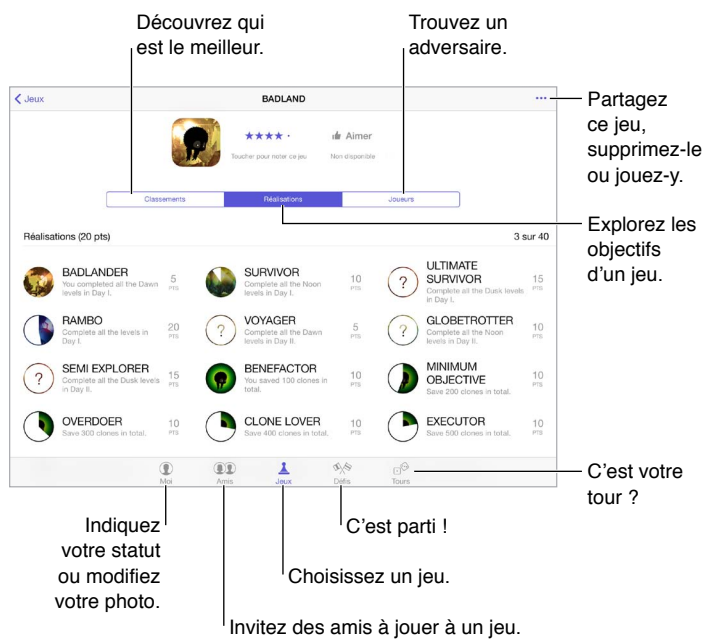 Découvrez qui
est le meilleur.
Trouvez un
adversaire.
Jeux
BADLAND
Partagez
ce jeu,
supprimez-le
ou jouez-y.
Aimer
Toucher pour noter ce jeu
Non disponible
Classements
Réalisations
Joueurs
Explorez les
objectifs
d'un jeu.
Réalisations (20 pts)
3 sur 40
BADLANDER
You completed all the Dawn
levels in Day I.
5
PTS
SURVIVOR
Complete all the Noon
levels in Day I.
10
PTS
?
ULTIMATE
SURVIVOR
Complete all the Dusk levels
in Day I.
15
PTS
RAMBO
Complete all the levels in
Day I.
20
PTS
?
VOYAGER
Complete all the Dawn
levels in Day II.
5
PTS
?
GLOBETROTTER
Complete all the Noon
levels in Day II.
10
PTS
?
SEMI EXPLORER
Complete all the Dusk levels
in Day II.
15
PTS
BENEFACTOR
You saved 100 clones in
total.
10
PTS
MINIMUM
OBJECTIVE
Save 200 clones in total.
10
PTS
OVERDOER
Save 300 clones in total.
10
PTS
CLONE LOVER
Save 400 clones in total.
10
PTS
EXECUTOR
Save 500 clones in total.
10
PTS
Moi
Amis
Jeux
Défis
Tours
C'est votre
tour ?
Indiquez
votre statut
ou modifiez
votre photo.
C'est parti !
Choisissez un jeu.
Invitez des amis à jouer à un jeu.